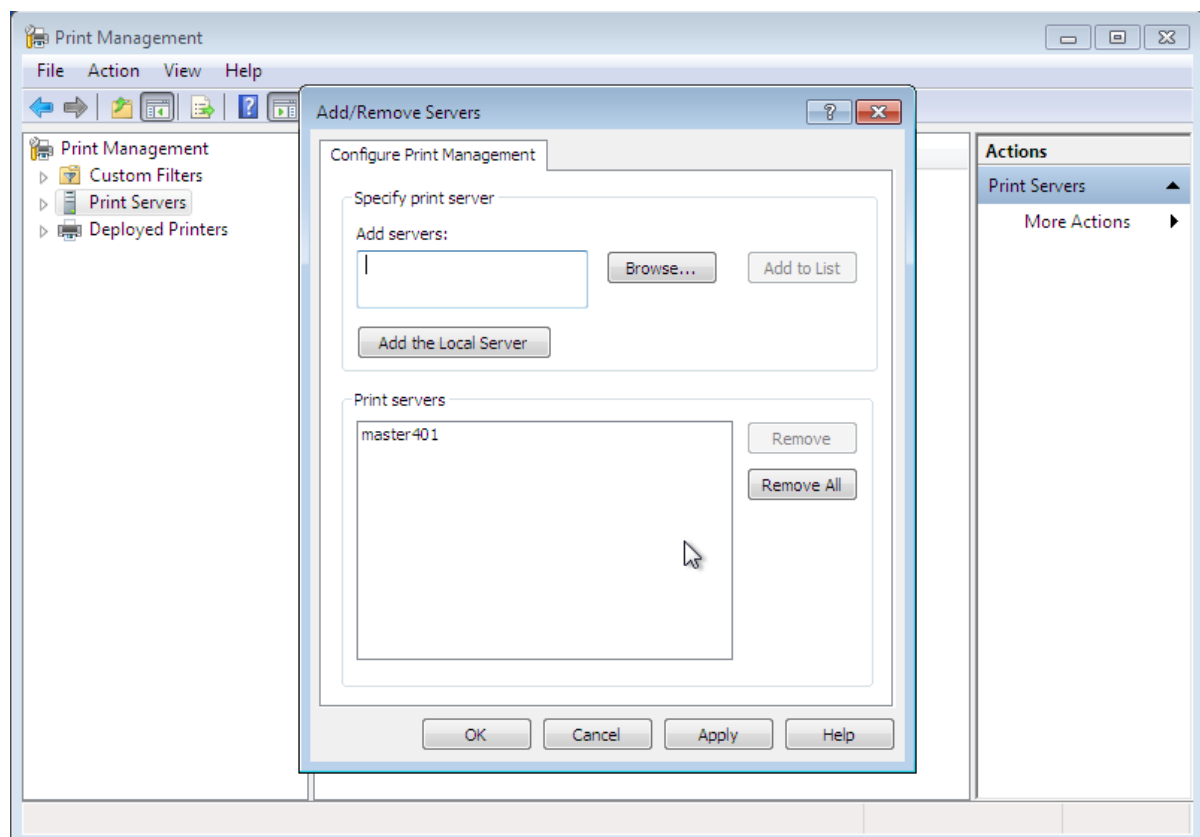 Print Management
File Action View Help
Print Management
Custom Filters
Print Servers
Deployed Printers
Add/Remove Servers
Configure Print Management
Specify print server
Add servers:
Browse...
Add to List
Add the Local Server
Print servers
master401
Remove
Remove All
OK Cancel Apply Help
Actions
Print Servers
More Actions